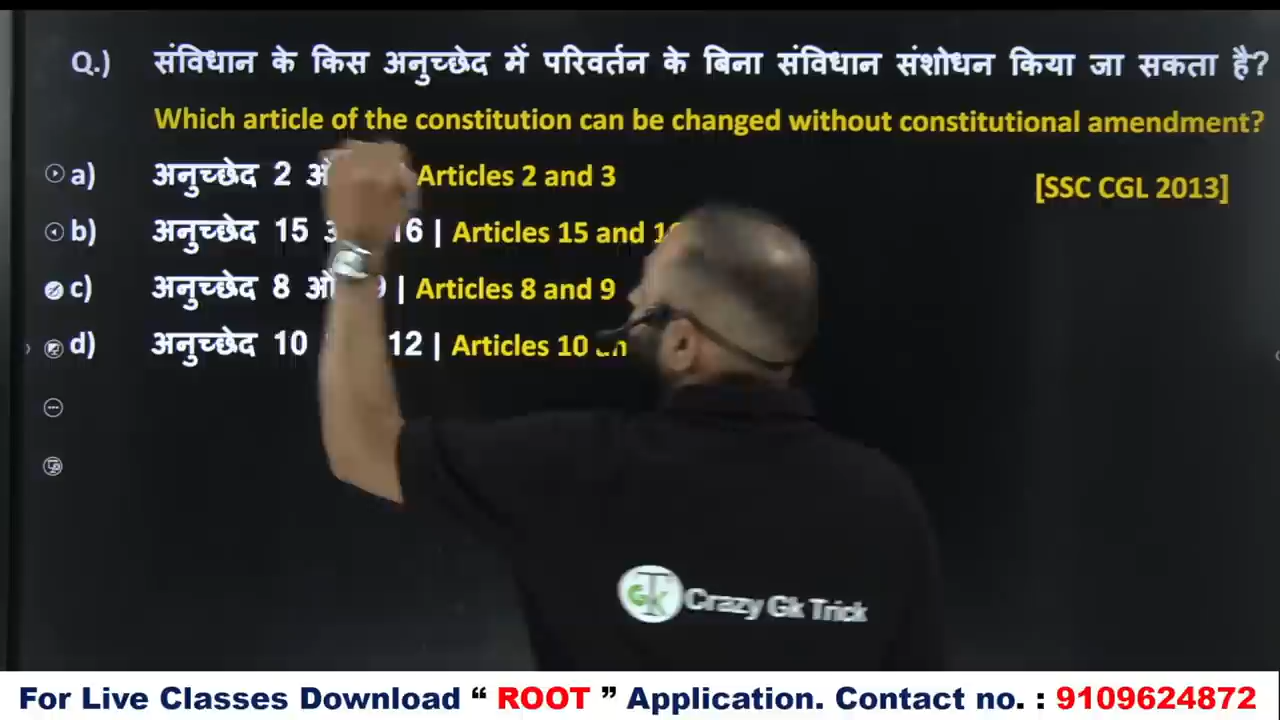 Q.) संविधान के किस अनुच्छेद में परिवर्तन के बिना संविधान संशोधन किया जा सकता है?
Which article of the constitution can be changed without constitutional amendment?
a) अनुच्छेद 2 Articles 2 and 3
[SSC CGL 2013]
b) अनुच्छेद 15 16 | Articles 15 and
c) अनुच्छेद 8 9 | Articles 8 and 9
d) अनुच्छेद 10 12 | Articles 10
GTK Crazy Gk Trick
For Live Classes Download “ ROOT ” Application. Contact no. : 9109624872